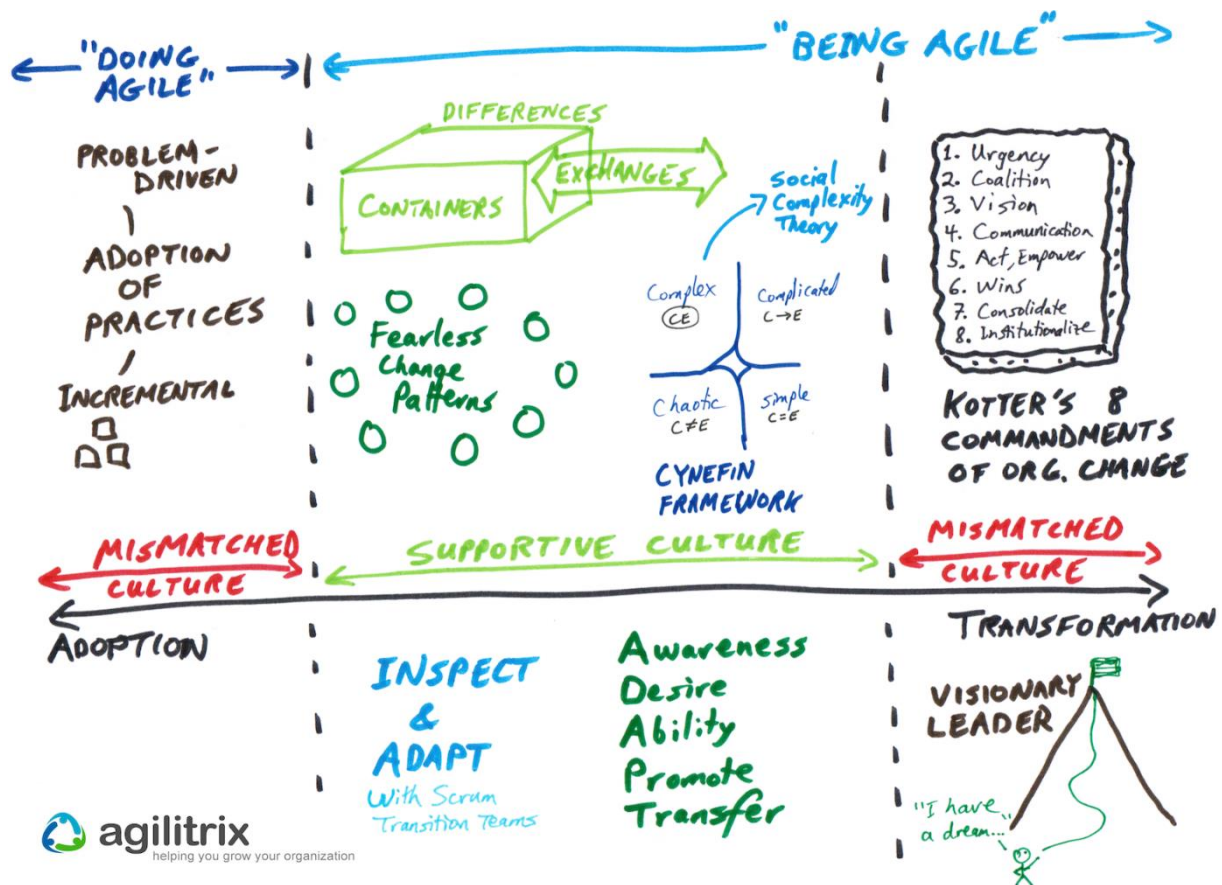 "DOING
AGILE"
"BEING AGILE"
PROBLEM-
DRIVEN
ADOPTION
OF
PRACTICES
INCREMENTAL
DIFFERENCES
EXCHANGES
CONTAINERS
Fearless
Change
Patterns
Social
Complexity
Theory
Complex
CE
Complicated
C→E
Chaotic
C≠E
simple
C=E
CYNEFIN
FRAMEWORK
1. Urgency
2. Coalition
3. Vision
4. Communication
5. Act, Empower
6. Wins
7. Consolidate
8. Institutionalize
KOTTER'S 8
COMMANDMENTS
OF ORG. CHANGE
MISMATCHED
CULTURE
SUPPORTIVE CULTURE
MISMATCHED
CULTURE
ADOPTION
TRANSFORMATION
INSPECT
&
ADAPT
With Scrum
Transition Teams
Awareness
Desire
Ability
Promote
Transfer
VISIONARY
LEADER
"I have
a dream..."
agilitrix
helping you grow your organization